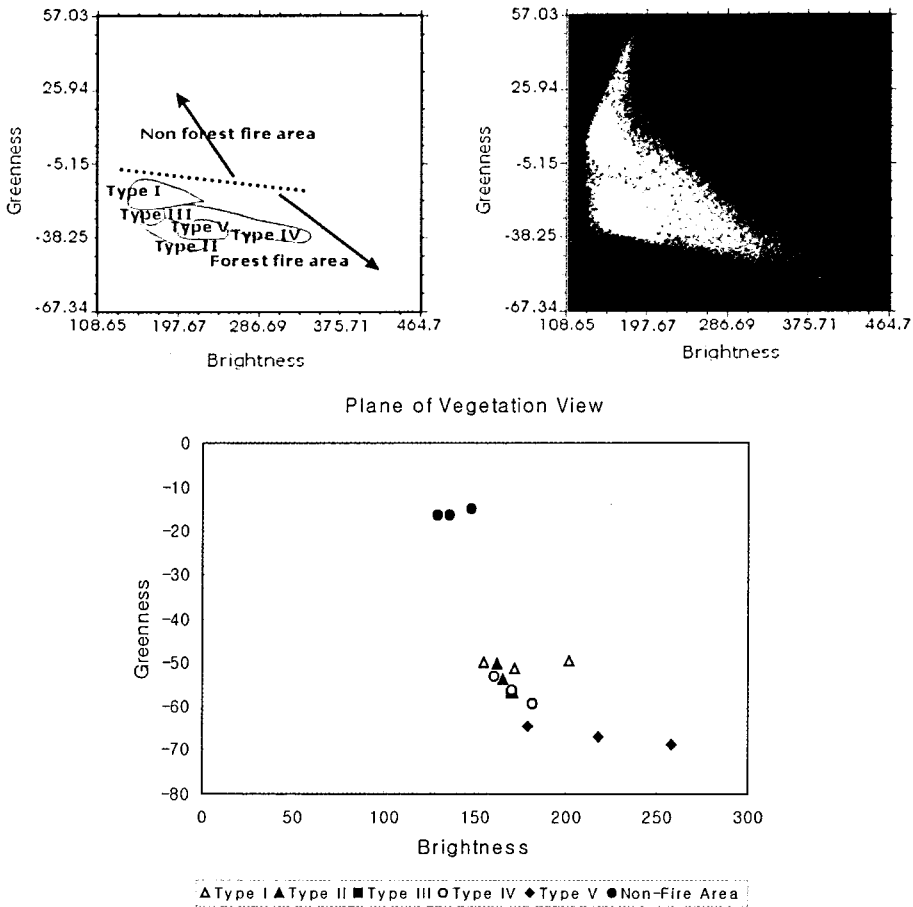 57.03
25.94
-5.15
-38.25
-67.34
Greenness
Non forest fire area
Type I
Type III
Type V
Type IV
Type II
Forest fire area
108.65 197.67 286.69 375.71 464.7
Brightness
57.03
25.94
-5.15
-38.25
-67.34
Greenness
108.65 197.67 286.69 375.71 464.7
Brightness
Plane of Vegetation View
0
-10
-20
-30
-40
-50
-60
-70
-80
Greenness
0 50 100 150 200 250 300
Brightness
Type I Type II Type III Type IV Type V Non-Fire Area